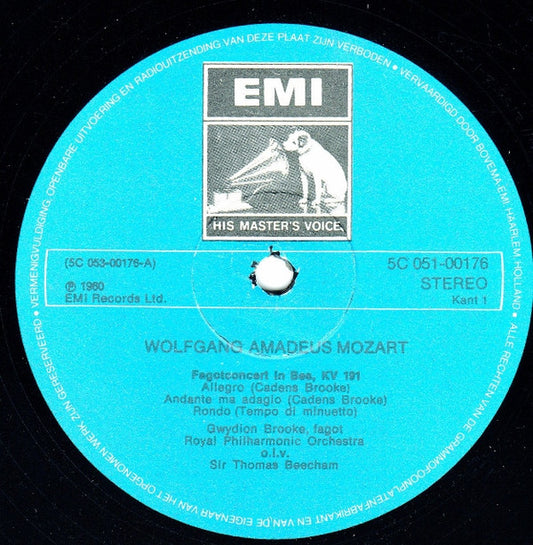 VERMENIGVULDIGING, OPENBARE UITVOERING EN RADIOUITZENDING VAN DEZE PLAAT ZIJN VERBODEN • VERVAARDIGD DOOR BOVEMA-EMI HAARLEM-HOLLAND • ALLE RECHTEN VAN DE GRAMMOFOONPLATENFABRIKANT EN VAN DE EIGENAAR VAN HET OPGENOMEN WERK ZIJN GERESERVEERD •
EMI
HIS MASTER'S VOICE
(5C 053-00176-A)
℗ 1960
EMI Records Ltd.
5C 051-00176
STEREO
Kant 1
WOLFGANG AMADEUS MOZART
Fagotconcert in Bes, KV 191
Allegro (Cadens Brooke)
Andante ma adagio (Cadens Brooke)
Rondo (Tempo di minuetto)
Gwydion Brooke, fagot
Royal Philharmonic Orchestra
o.l.v.
Sir Thomas Beecham